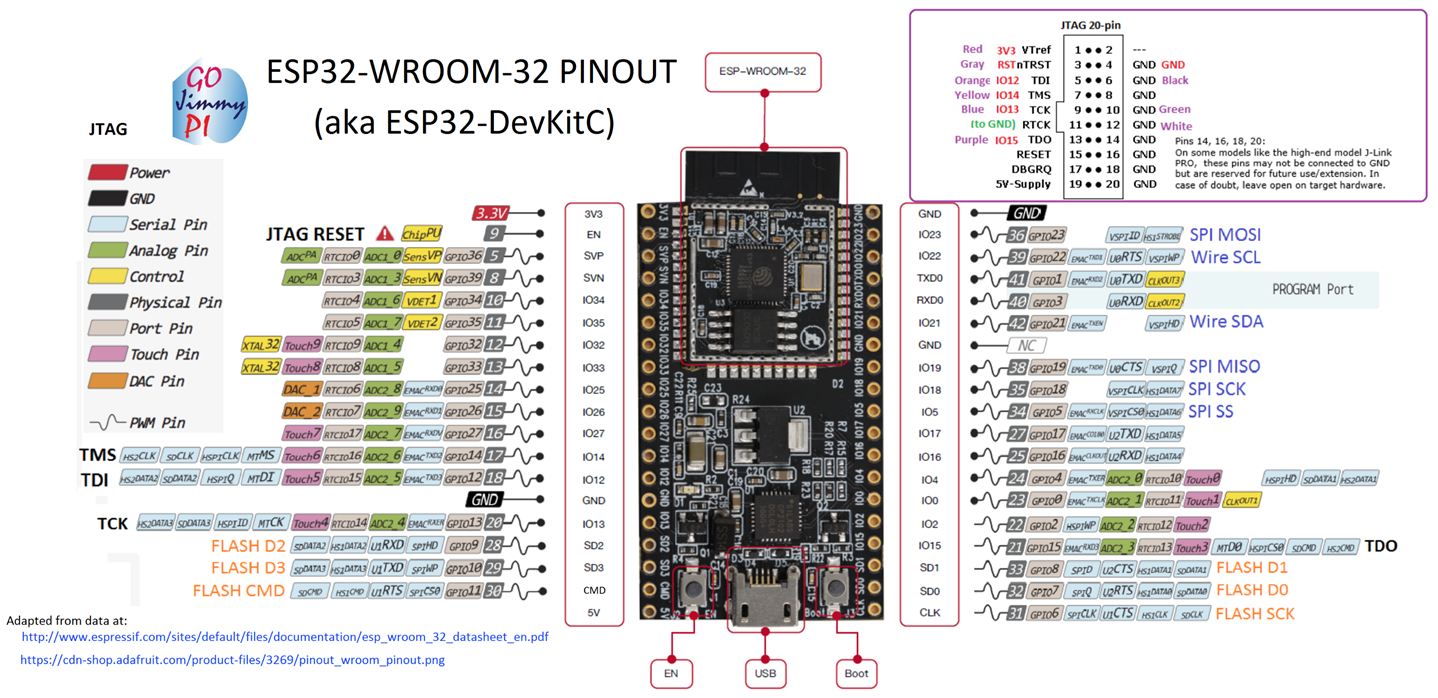 ESP32-WROOM-32 PINOUT
(aka ESP32-DevKitC)
GO
Jimmy
PI
JTAG
Power
GND
Serial Pin
Analog Pin
Control
Physical Pin
Port Pin
Touch Pin
DAC Pin
PWM Pin
ESP-WROOM-32
JTAG 20-pin
Red 3V3 VTref 1 2 ---
Gray RST nTRST 3 4 GND GND
Orange IO12 TDI 5 6 GND Black
Yellow IO14 TMS 7 8 GND
Blue IO13 TCK 9 10 GND Green
(to GND) RTCK 11 12 GND White
Purple IO15 TDO 13 14 GND
RESET 15 16 GND
DBGRQ 17 18 GND
5V-Supply 19 20 GND
Pins 14, 16, 18, 20:
On some models like the high-end model J-Link
PRO, these pins may not be connected to GND
but are reserved for future use/extension. In
case of doubt, leave open on target hardware.
3.3V 3V3
JTAG RESET ChipPU 9 EN
ADCPA RTCIO0 ADC1_0 SensVP GPIO36 5 SVP
ADCPA RTCIO3 ADC1_3 SensVN GPIO39 8 SVN
RTCIO4 ADC1_6 VDET1 GPIO34 10 IO34
RTCIO5 ADC1_7 VDET2 GPIO35 11 IO35
XTAL32 Touch9 RTCIO9 ADC1_4 GPIO32 12 IO32
XTAL32 Touch8 RTCIO8 ADC1_5 GPIO33 13 IO33
DAC_1 RTCIO6 ADC2_8 EMACRXD0 GPIO25 14 IO25
DAC_2 RTCIO7 ADC2_9 EMACRXD1 GPIO26 15 IO26
Touch7 RTCIO17 ADC2_7 EMACRXDV GPIO27 16 IO27
TMS HS2CLK SDCLK HSPICLK MTMS Touch6 RTCIO16 ADC2_6 EMACTXD2 GPIO14 17 IO14
TDI HS2DATA2 SDDATA2 HSPIQ MTDI Touch5 RTCIO15 ADC2_5 EMACTXD3 GPIO12 18 IO12
GND GND
TCK HS2DATA3 SDDATA3 HSPIID MTCK Touch4 RTCIO14 ADC2_4 EMACRXER GPIO13 20 IO13
FLASH D2 SDDATA2 HS1DATA2 U1RXD SPIHD GPIO9 28 SD2
FLASH D3 SDDATA3 HS1DATA3 U1TXD SPIWP GPIO10 29 SD3
FLASH CMD SDCMD HS1CMD U1RTS SPICS0 GPIO11 30 CMD
5V
GND GND
IO23 36 GPIO23 VSPIID HS1STROBE SPI MOSI
IO22 39 GPIO22 EMACTXD1 U0RTS VSPIWP Wire SCL
TXD0 41 GPIO1 EMACRXD2 U0TXD CLKOUT3
RXD0 40 GPIO3 U0RXD CLKOUT2
PROGRAM Port
IO21 42 GPIO21 EMACTXEN VSPIHD Wire SDA
GND NC
IO19 38 GPIO19 EMACTXD0 U0CTS VSPIQ SPI MISO
IO18 35 GPIO18 VSPICLK HS1DATA7 SPI SCK
IO5 34 GPIO5 EMACRXCLK VSPICS0 HS1DATA6 SPI SS
IO17 27 GPIO17 U2TXD HS1DATA5
IO16 25 GPIO16 U2RXD HS1DATA4
IO4 24 GPIO4 EMACTXER ADC2_0 RTCIO10 Touch0 HSPIHD SDDATA1 HS2DATA1
IO0 23 GPIO0 EMACTXCLK ADC2_1 RTCIO11 Touch1 CLKOUT1
IO2 22 GPIO2 HSPIWP ADC2_2 RTCIO12 Touch2
IO15 21 GPIO15 EMACRXD3 ADC2_3 RTCIO13 Touch3 MTDO HSPICS0 SDCMD HS2CMD TDO
SD1 33 GPIO8 SPID U2CTS HS1DATA1 SDDATA1 FLASH D1
SD0 32 GPIO7 SPIQ U2RTS HS1DATA0 SDDATA0 FLASH D0
CLK 31 GPIO6 SPICLK U1CTS HS1CLK SDCLK FLASH SCK
EN
USB
Boot
Adapted from data at:
http://www.espressif.com/sites/default/files/documentation/esp_wroom_32_datasheet_en.pdf
https://cdn-shop.adafruit.com/product-files/3269/pinout_wroom_pinout.png